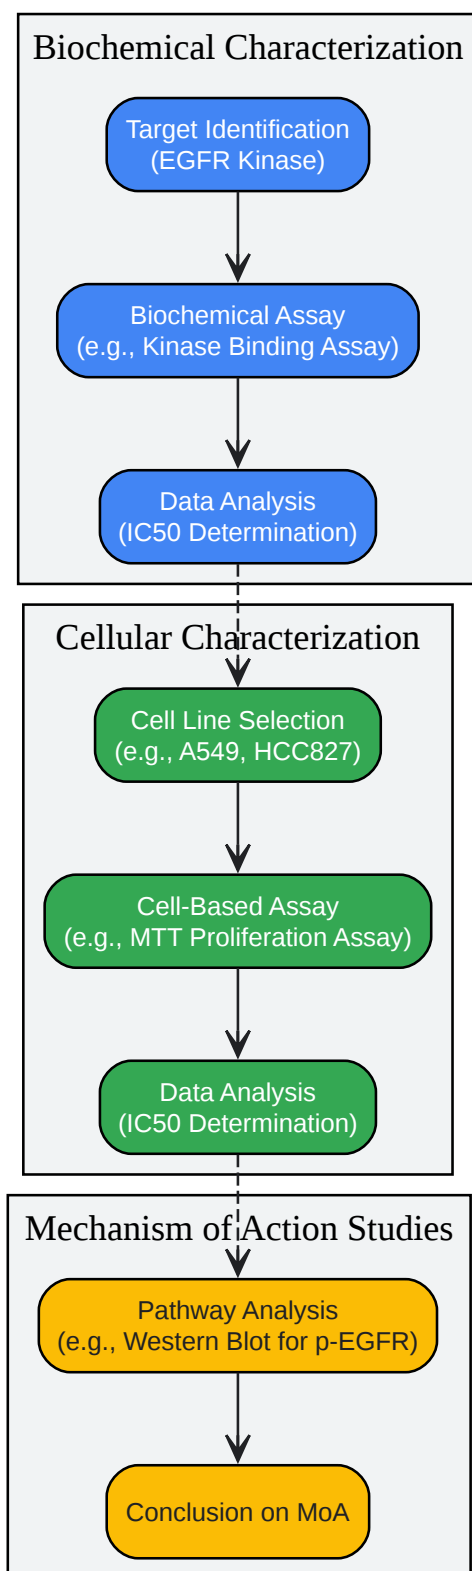 Biochemical Characterization
Target Identification
(EGFR Kinase)
Biochemical Assay
(e.g., Kinase Binding Assay)
Data Analysis
(IC50 Determination)
Cellular Characterization
Cell Line Selection
(e.g., A549, HCC827)
Cell-Based Assay
(e.g., MTT Proliferation Assay)
Data Analysis
(IC50 Determination)
Mechanism of Action Studies
Pathway Analysis
(e.g., Western Blot for p-EGFR)
Conclusion on MoA